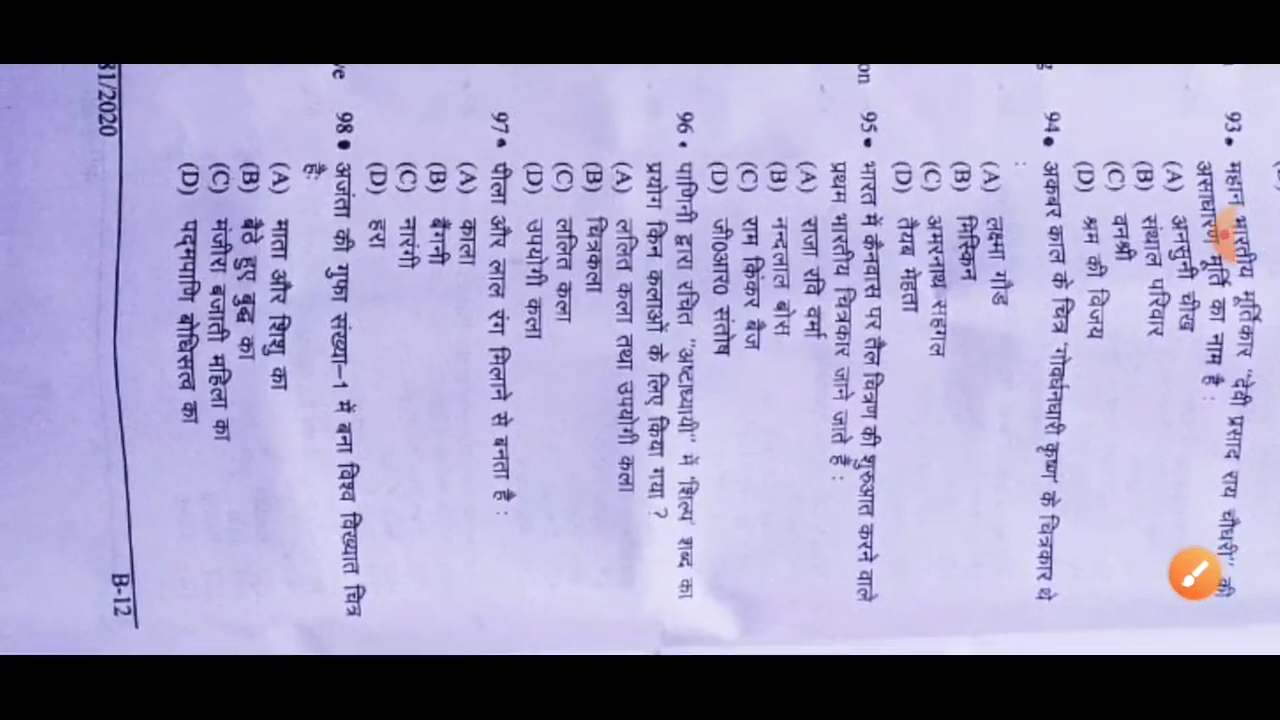 93. महान भारतीय मूर्तिकार "देवी प्रसाद राय चौधरी" की
असाधारण मूर्ति का नाम है :
(A) अनसुनी चीख
(B) सथाल परिवार
(C) वनश्री
(D) श्रम की विजय
94. अकबर काल के चित्र 'गोवर्धनधारी कृष्ण' के चित्रकार थे
:
(A) लक्ष्मा गौड
(B) मिस्किन
(C) अमरनाथ सहगल
(D) तैयब मेहता
95. भारत में कैनवास पर तैल चित्रण की शुरुआत करने वाले
प्रथम भारतीय चित्रकार जाने जाते हैं :
(A) राजा रवि वर्मा
(B) नन्दलाल बोस
(C) राम किंकर बैज
(D) जी0आर0 संतोष
96. पाणिनी द्वारा रचित "अष्टाध्यायी" में 'शिल्प' शब्द का
प्रयोग किन कलाओं के लिए किया गया ?
(A) ललित कला तथा उपयोगी कला
(B) चित्रकला
(C) ललित कला
(D) उपयोगी कला
97. पीला और लाल रंग मिलाने से बनता है :
(A) काला
(B) बैंगनी
(C) नारंगी
(D) हरा
98. अजंता की गुफा संख्या-1 में बना विश्व विख्यात चित्र
है:
(A) माता और शिशु का
(B) बैठे हुए बुद्ध का
(C) मंजीरा बजाती महिला का
(D) पद्मपाणि बोधिसत्व का
31/2020
B-12